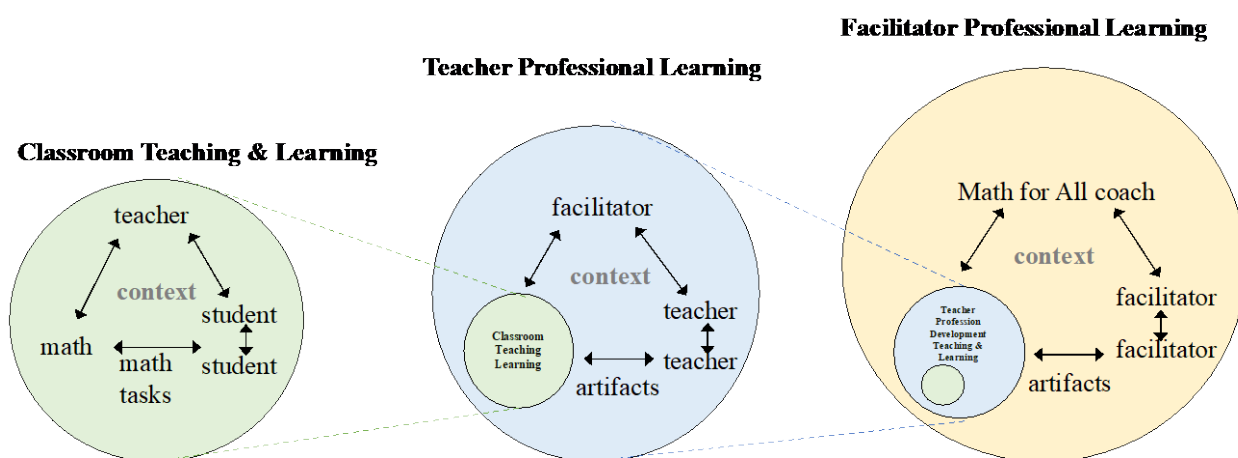 Facilitator Professional Learning
Teacher Professional Learning
Classroom Teaching & Learning
teacher
context
student
math
student
math
tasks
facilitator
context
teacher
Classroom
Teaching
Learning
teacher
artifacts
Math for All coach
context
facilitator
Teacher
Profession
Development
Teaching &
Learning
facilitator
artifacts